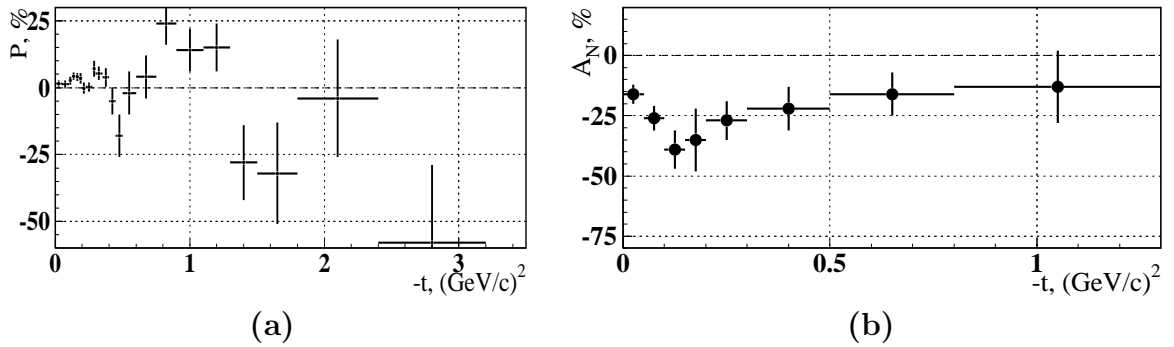 P, %
25
0
-25
-50
0 1 2 3
-t, (GeV/c)²
(a)
A_N, %
0
-25
-50
-75
0 0.5 1
-t, (GeV/c)²
(b)